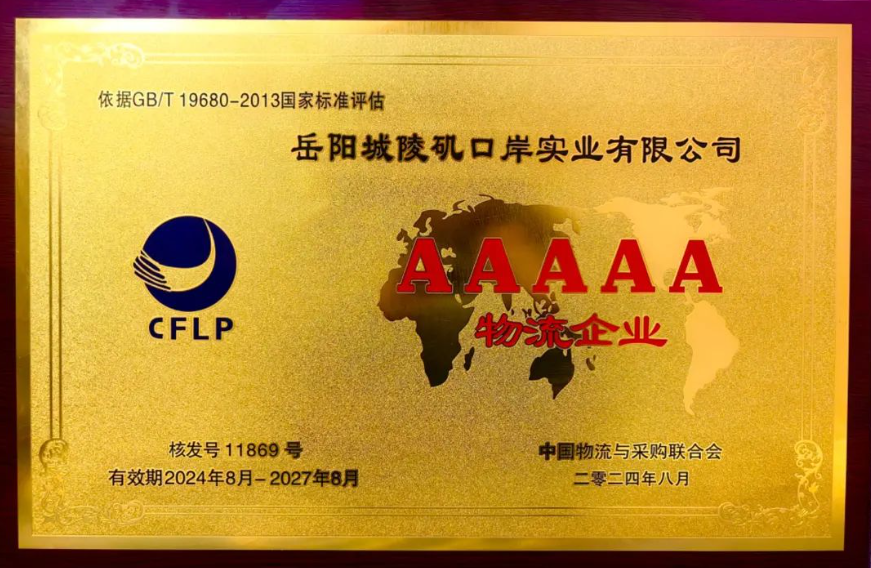 依据GB/T 19680-2013国家标准评估
岳阳城陵矶口岸实业有限公司
AAAAA
物流企业
CFLP
核发号 11869 号
有效期2024年8月-2027年8月
中国物流与采购联合会
二零二四年八月